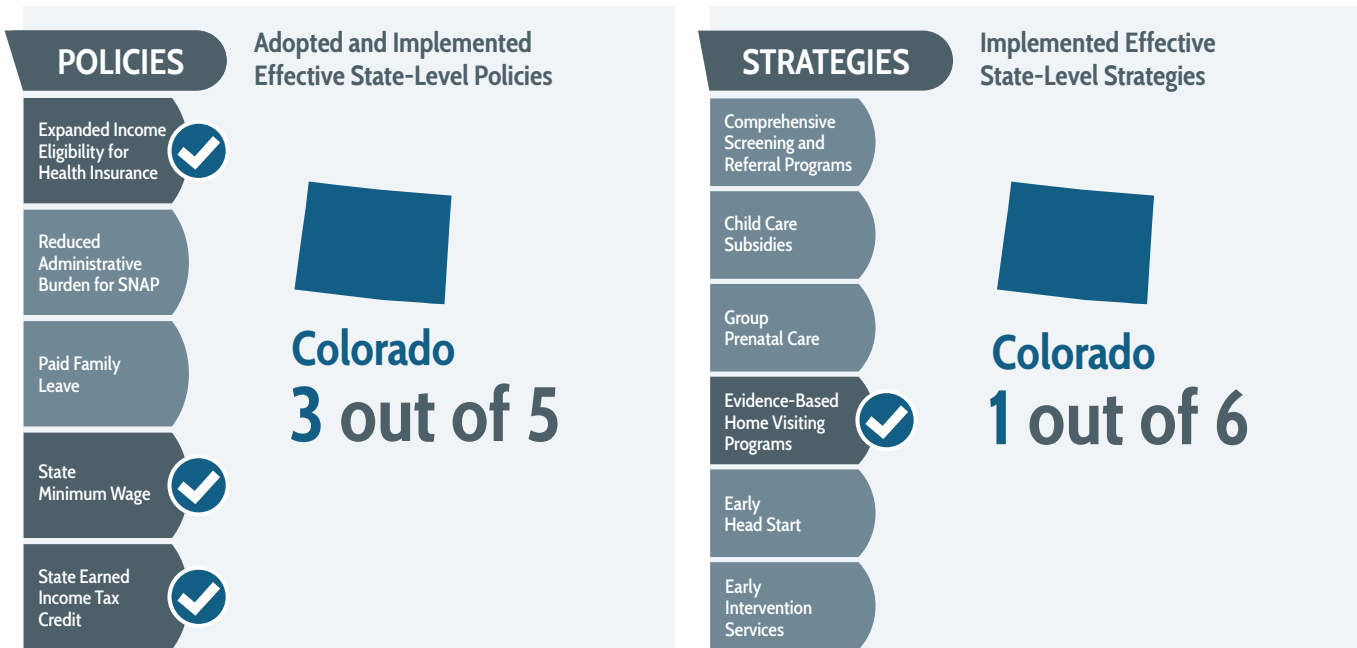 POLICIES
Adopted and Implemented
Effective State-Level Policies
Expanded Income
Eligibility for
Health Insurance
Reduced
Administrative
Burden for SNAP
Paid Family
Leave
State
Minimum Wage
State Earned
Income Tax
Credit
Colorado
3 out of 5
STRATEGIES
Implemented Effective
State-Level Strategies
Comprehensive
Screening and
Referral Programs
Child Care
Subsidies
Group
Prenatal Care
Evidence-Based
Home Visiting
Programs
Early
Head Start
Early
Intervention
Services
Colorado
1 out of 6